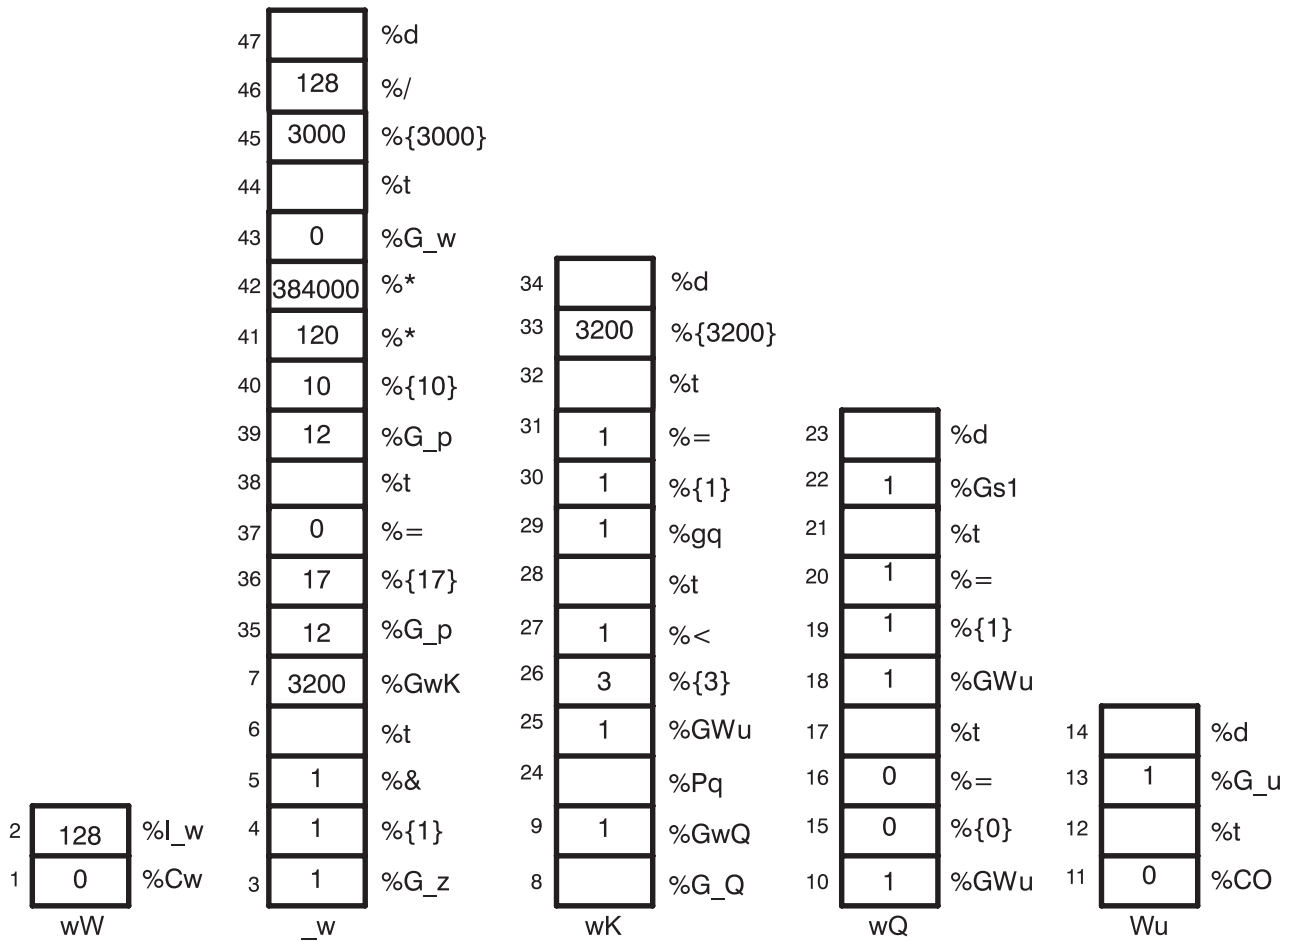 47 %d
46 128 %/
45 3000 %{3000}
44 %t
43 0 %G_w
42 384000 %* 34 %d
41 120 %* 33 3200 %{3200}
40 10 %{10} 32 %t
39 12 %G_p 31 1 %= 23 %d
38 %t 30 1 %{1} 22 1 %Gs1
37 0 %= 29 1 %gq 21 %t
36 17 %{17} 28 %t 20 1 %=
35 12 %G_p 27 1 %< 19 1 %{1}
7 3200 %GwK 26 3 %{3} 18 1 %GWu
6 %t 25 1 %GWu 17 %t 14 %d
5 1 %& 24 %Pq 16 0 %= 13 1 %G_u
2 128 %I_w 4 1 %{1} 9 1 %GwQ 15 0 %{0} 12 %t
1 0 %Cw 3 1 %G_z 8 %G_Q 10 1 %GWu 11 0 %CO
wW _w wK wQ Wu